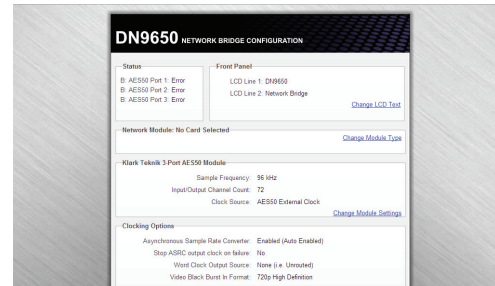 DN9650 NETWORK BRIDGE CONFIGURATION
Status
B: AES50 Port 1: Error
B: AES50 Port 2: Error
B: AES50 Port 3: Error
Front Panel
LCD Line 1: DN9650
LCD Line 2: Network Bridge
Change LCD Text
Network Module: No Card Selected
Change Module Type
Klark Teknik 3-Port AES50 Module
Sample Frequency: 96 kHz
Input/Output Channel Count: 72
Clock Source: AES50 External Clock
Change Module Settings
Clocking Options
Asynchronous Sample Rate Converter: Enabled (Auto Enabled)
Stop ASRC output clock on failure: No
Word Clock Output Source: None (i.e. Unrouted)
Video Black Burst In Format: 720p High Definition